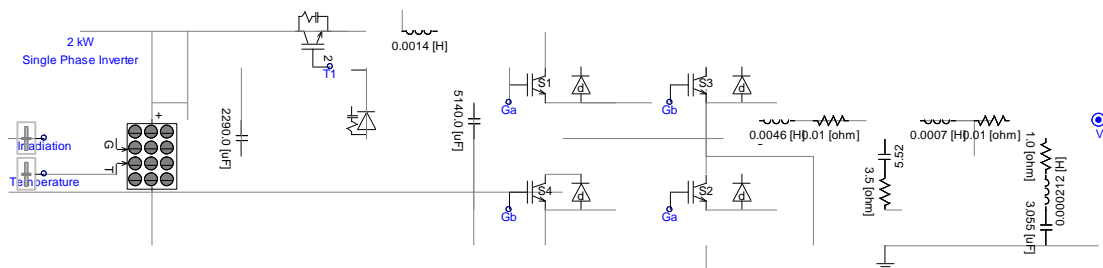 2 kW
Single Phase Inverter
2
T1
0.0014 [H]
+
G
T
Irradiation
Temperature
2290.0 [uF]
5140.0 [uF]
S1
d
Ga
S3
d
Gb
S4
d
Gb
S2
d
Ga
0.0046 [H]
0.01 [ohm]
0.0007 [H]
0.01 [ohm]
5.52
3.5 [ohm]
1.0 [ohm]
0.000212 [H]
3.055 [uF]
V